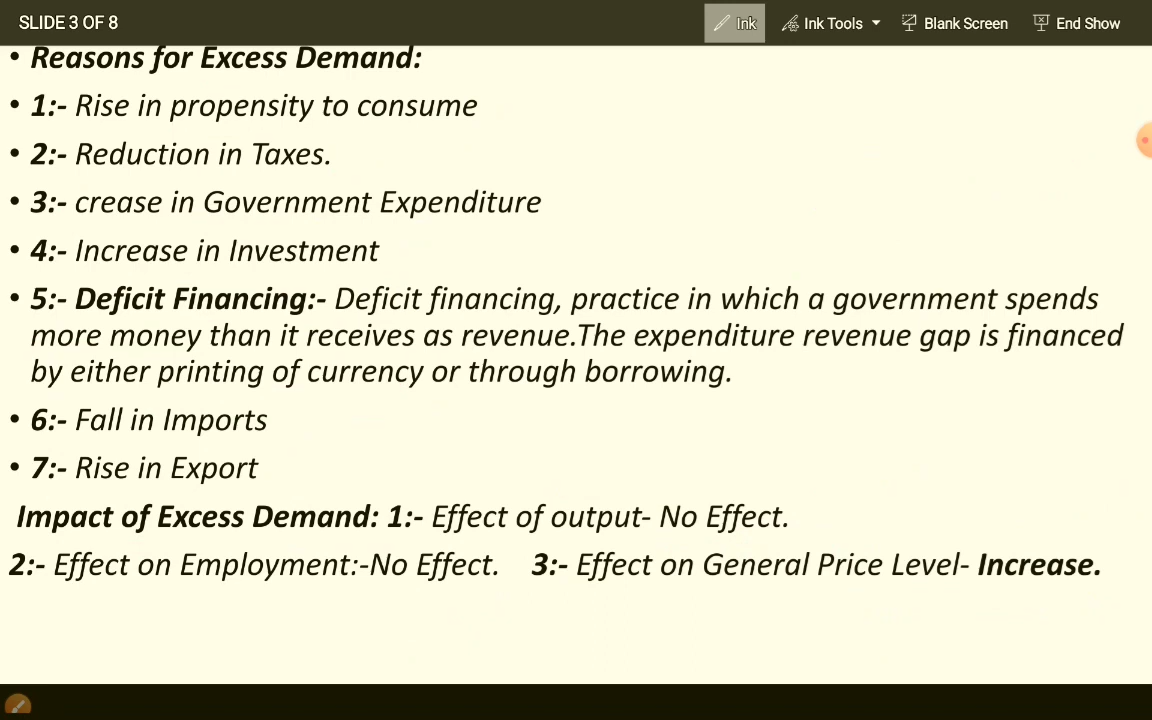 SLIDE 3 OF 8
Ink
Ink Tools
Blank Screen
End Show
• Reasons for Excess Demand:
• 1:- Rise in propensity to consume
• 2:- Reduction in Taxes.
• 3:- crease in Government Expenditure
• 4:- Increase in Investment
• 5:- Deficit Financing:- Deficit financing, practice in which a government spends
more money than it receives as revenue.The expenditure revenue gap is financed
by either printing of currency or through borrowing.
• 6:- Fall in Imports
• 7:- Rise in Export
Impact of Excess Demand: 1:- Effect of output- No Effect.
2:- Effect on Employment:-No Effect. 3:- Effect on General Price Level- Increase.